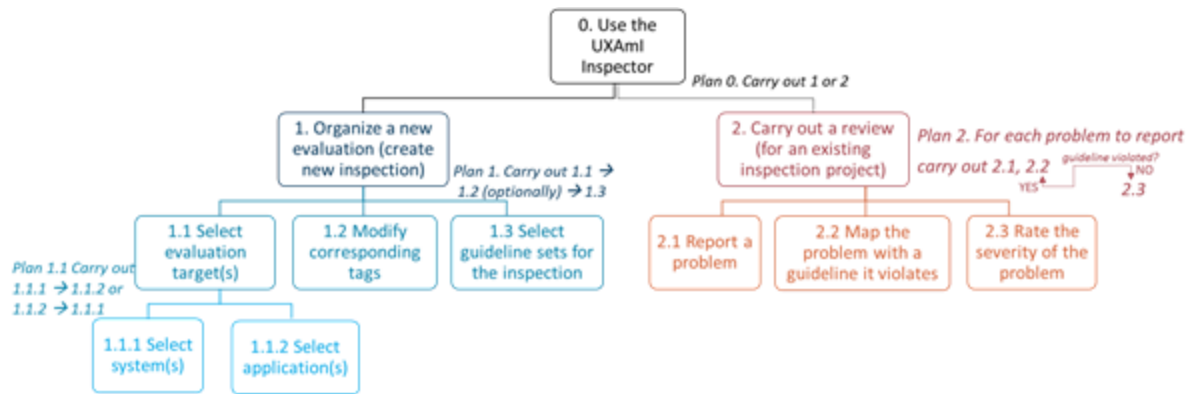 0. Use the
UXAmI
Inspector
Plan 0. Carry out 1 or 2
1. Organize a new
evaluation (create
new inspection)
Plan 1. Carry out 1.1 →
1.2 (optionally) → 1.3
2. Carry out a review
(for an existing
inspection project)
Plan 2. For each problem to report
carry out 2.1, 2.2
guideline violated?
YES
NO
2.3
1.1 Select
evaluation
target(s)
1.2 Modify
corresponding
tags
1.3 Select
guideline sets for
the inspection
2.1 Report a
problem
2.2 Map the
problem with a
guideline it violates
2.3 Rate the
severity of the
problem
Plan 1.1 Carry out
1.1.1 → 1.1.2 or
1.1.2 → 1.1.1
1.1.1 Select
system(s)
1.1.2 Select
application(s)